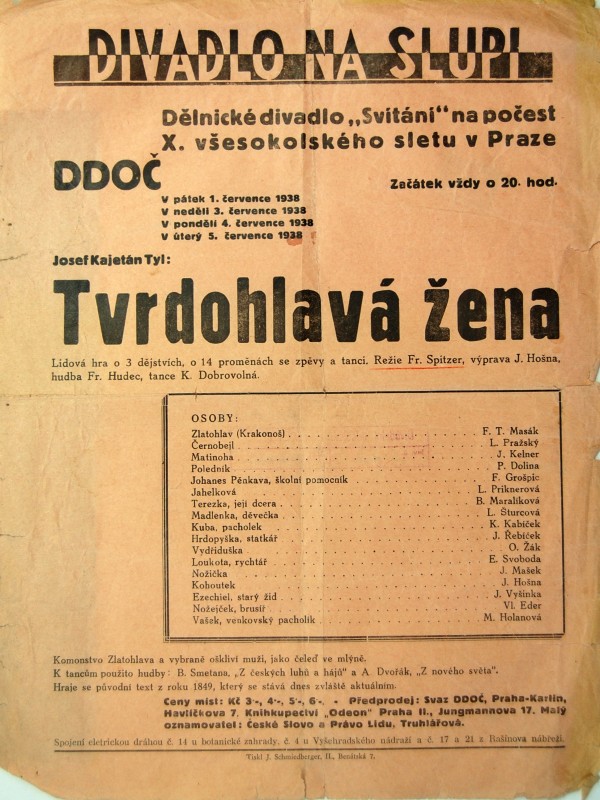 DIVADLO NA SLUPI
Dělnické divadlo „Svítání“ na počest
X. všesokolského sletu v Praze
DDOČ
Začátek vždy o 20. hod.
V pátek 1. července 1938
V neděli 3. července 1938
V pondělí 4. července 1938
V úterý 5. července 1938
Josef Kajetán Tyl:
Tvrdohlavá žena
Lidová hra o 3 dějstvích, o 14 proměnách se zpěvy a tanci. Režie Fr. Spitzer, výprava J. Hošna,
hudba Fr. Hudec, tance K. Dobrovolná.
OSOBY:
Zlatohlav (Krakonoš) . . . F. T. Masák
Černobejl . . . L. Pražský
Matinoha . . . J. Kelner
Poledník . . . P. Dolina
Johanes Pěnkava, školní pomocník . . . F. Grošpic
Jahelková . . . L. Priknerová
Terezka, její dcera . . . B. Maralíková
Madlenka, děvečka . . . L. Šturcová
Kuba, pacholek . . . K. Kabíček
Hrdopyška, statkář . . . J. Řebíček
Vydřiduška . . . O. Žák
Loukota, rychtář . . . E. Svoboda
Nožička . . . J. Mašek
Kohoutek . . . J. Hošna
Ezechiel, starý žid . . . J. Vyšinka
Nožejček, brusíř . . . Vl. Eder
Vašek, venkovský pacholík . . . M. Holanová
Komonstvo Zlatohlava a vybraně oškliví muži, jako čeleď ve mlýně.
K tancům použito hudby: B. Smetana, „Z českých luhů a hájů“ a A. Dvořák, „Z nového světa“.
Hraje se původní text z roku 1849, který se stává dnes zvláště aktuálním.
Ceny míst: Kč 3·-, 4·-, 5·-, 6·-. • Předprodej: Svaz DDOČ, Praha-Karlín,
Havlíčkova 7. Knihkupectví „Odeon“ Praha II., Jungmannova 17. Malý
oznamovatel: České Slovo a Právo Lidu, Truhlářová.
Spojení eletrickou dráhou č. 14 u botanické zahrady, č. 4 u Vyšehradského nádraží a č. 17 a 21 z Rašínova nábřeží.
Tiskl J. Schmiedberger, II., Benátská 7.